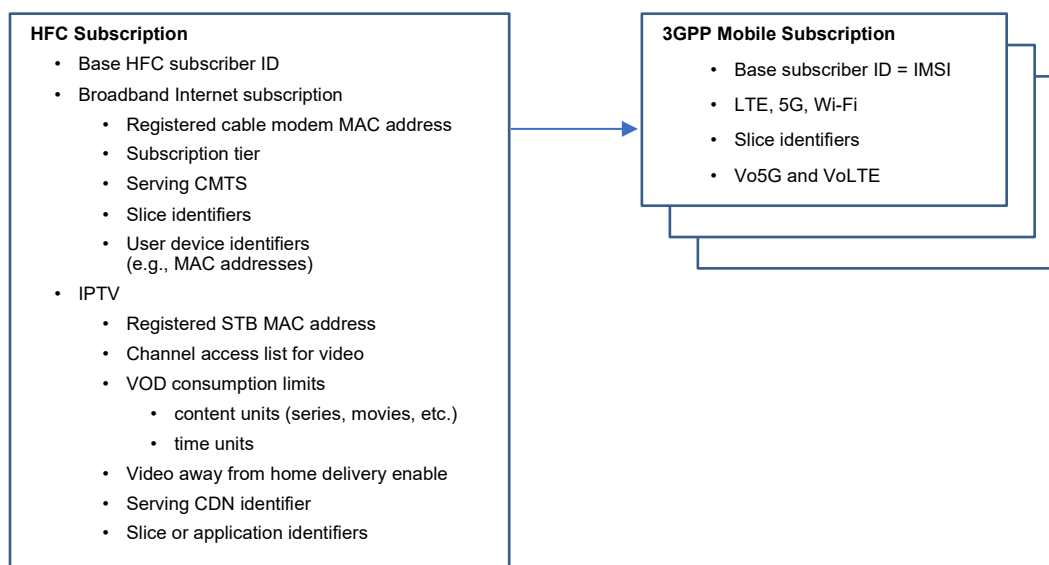 HFC Subscription
• Base HFC subscriber ID
• Broadband Internet subscription
• Registered cable modem MAC address
• Subscription tier
• Serving CMTS
• Slice identifiers
• User device identifiers
(e.g., MAC addresses)
• IPTV
• Registered STB MAC address
• Channel access list for video
• VOD consumption limits
• content units (series, movies, etc.)
• time units
• Video away from home delivery enable
• Serving CDN identifier
• Slice or application identifiers
3GPP Mobile Subscription
• Base subscriber ID = IMSI
• LTE, 5G, Wi-Fi
• Slice identifiers
• Vo5G and VoLTE